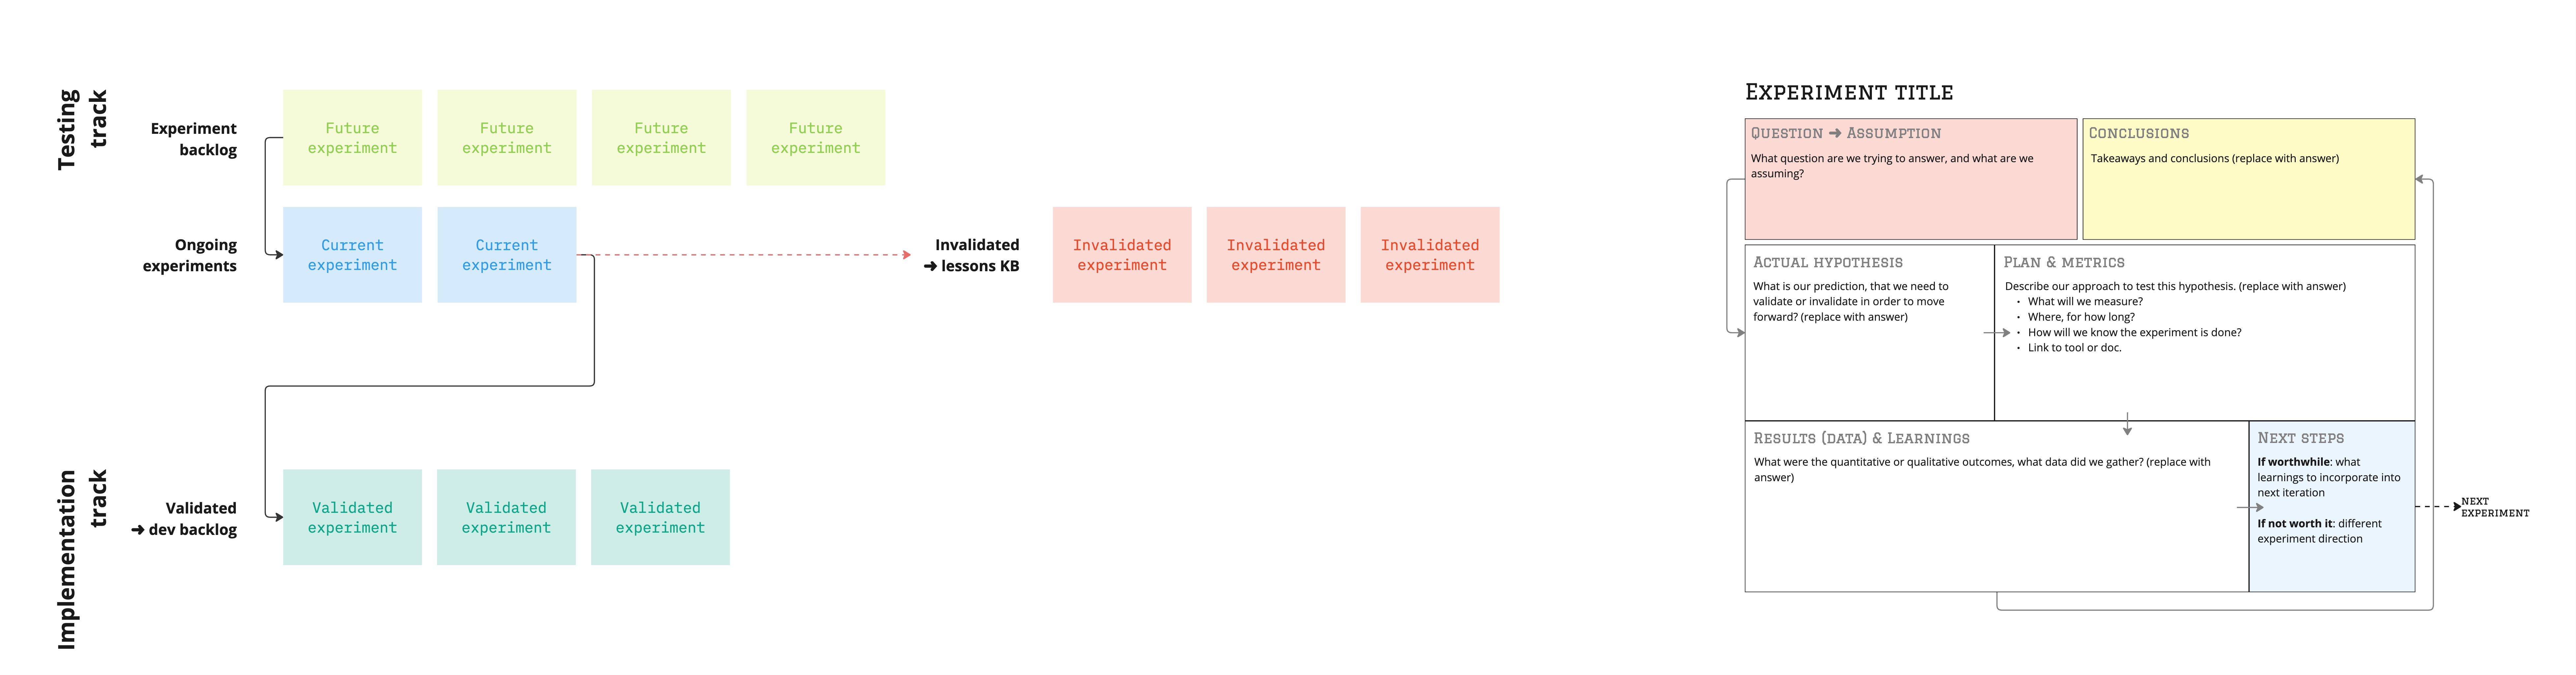 Testing
track
Experiment
backlog
Future
experiment
Future
experiment
Future
experiment
Future
experiment
Ongoing
experiments
Current
experiment
Current
experiment
Invalidated
➜ lessons KB
Invalidated
experiment
Invalidated
experiment
Invalidated
experiment
Implementation
track
Validated
➜ dev backlog
Validated
experiment
Validated
experiment
Validated
experiment
Experiment title
Question ➜ Assumption
What question are we trying to answer, and what are we
assuming?
Conclusions
Takeaways and conclusions (replace with answer)
Actual hypothesis
What is our prediction, that we need to
validate or invalidate in order to move
forward? (replace with answer)
Plan & metrics
Describe our approach to test this hypothesis. (replace with answer)
• What will we measure?
• Where, for how long?
• How will we know the experiment is done?
• Link to tool or doc.
Results (data) & Learnings
What were the quantitative or qualitative outcomes, what data did we gather? (replace with
answer)
Next steps
If worthwhile: what
learnings to incorporate into
next iteration
If not worth it: different
experiment direction
next
experiment